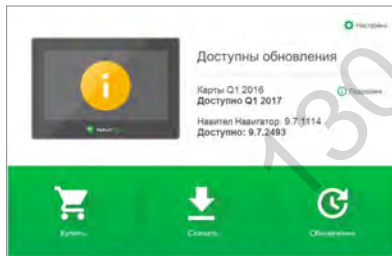 Настройки
Доступны обновления
Карты Q1 2016
Подробнее
Доступно Q1 2017
Навител Навигатор: 9.7.1114
Доступно: 9.7.2493
Купить
Скачать
Обновления
130